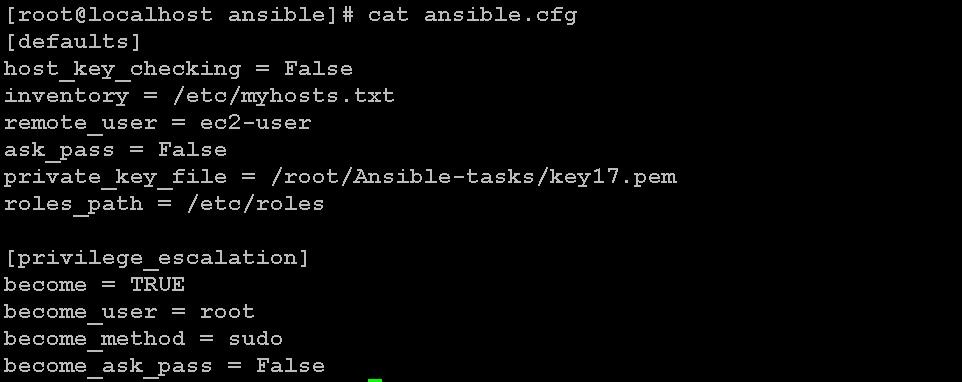 [root@localhost ansible]# cat ansible.cfg
[defaults]
host_key_checking = False
inventory = /etc/myhosts.txt
remote_user = ec2-user
ask_pass = False
private_key_file = /root/Ansible-tasks/key17.pem
roles_path = /etc/roles
[privilege_escalation]
become = TRUE
become_user = root
become_method = sudo
become_ask_pass = False